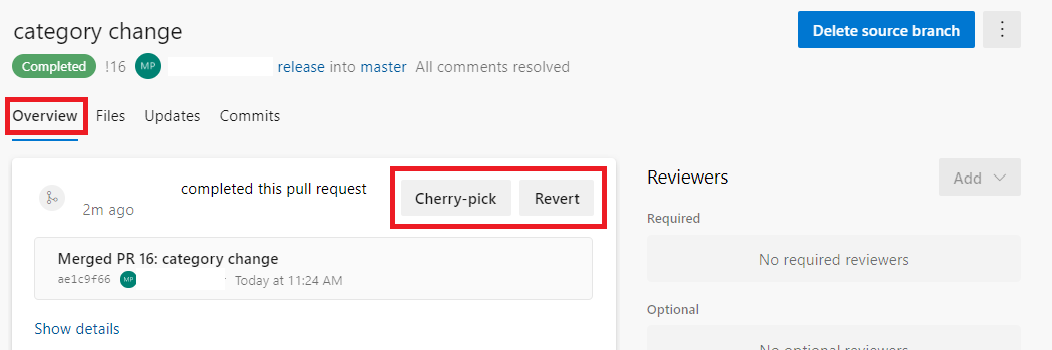 category change
Delete source branch
Completed !16 MP release into master All comments resolved
Overview Files Updates Commits
completed this pull request
Cherry-pick Revert
2m ago
Merged PR 16: category change
ae1c9f66 MP Today at 11:24 AM
Show details
Reviewers
Add
Required
No required reviewers
Optional
No optional reviewers